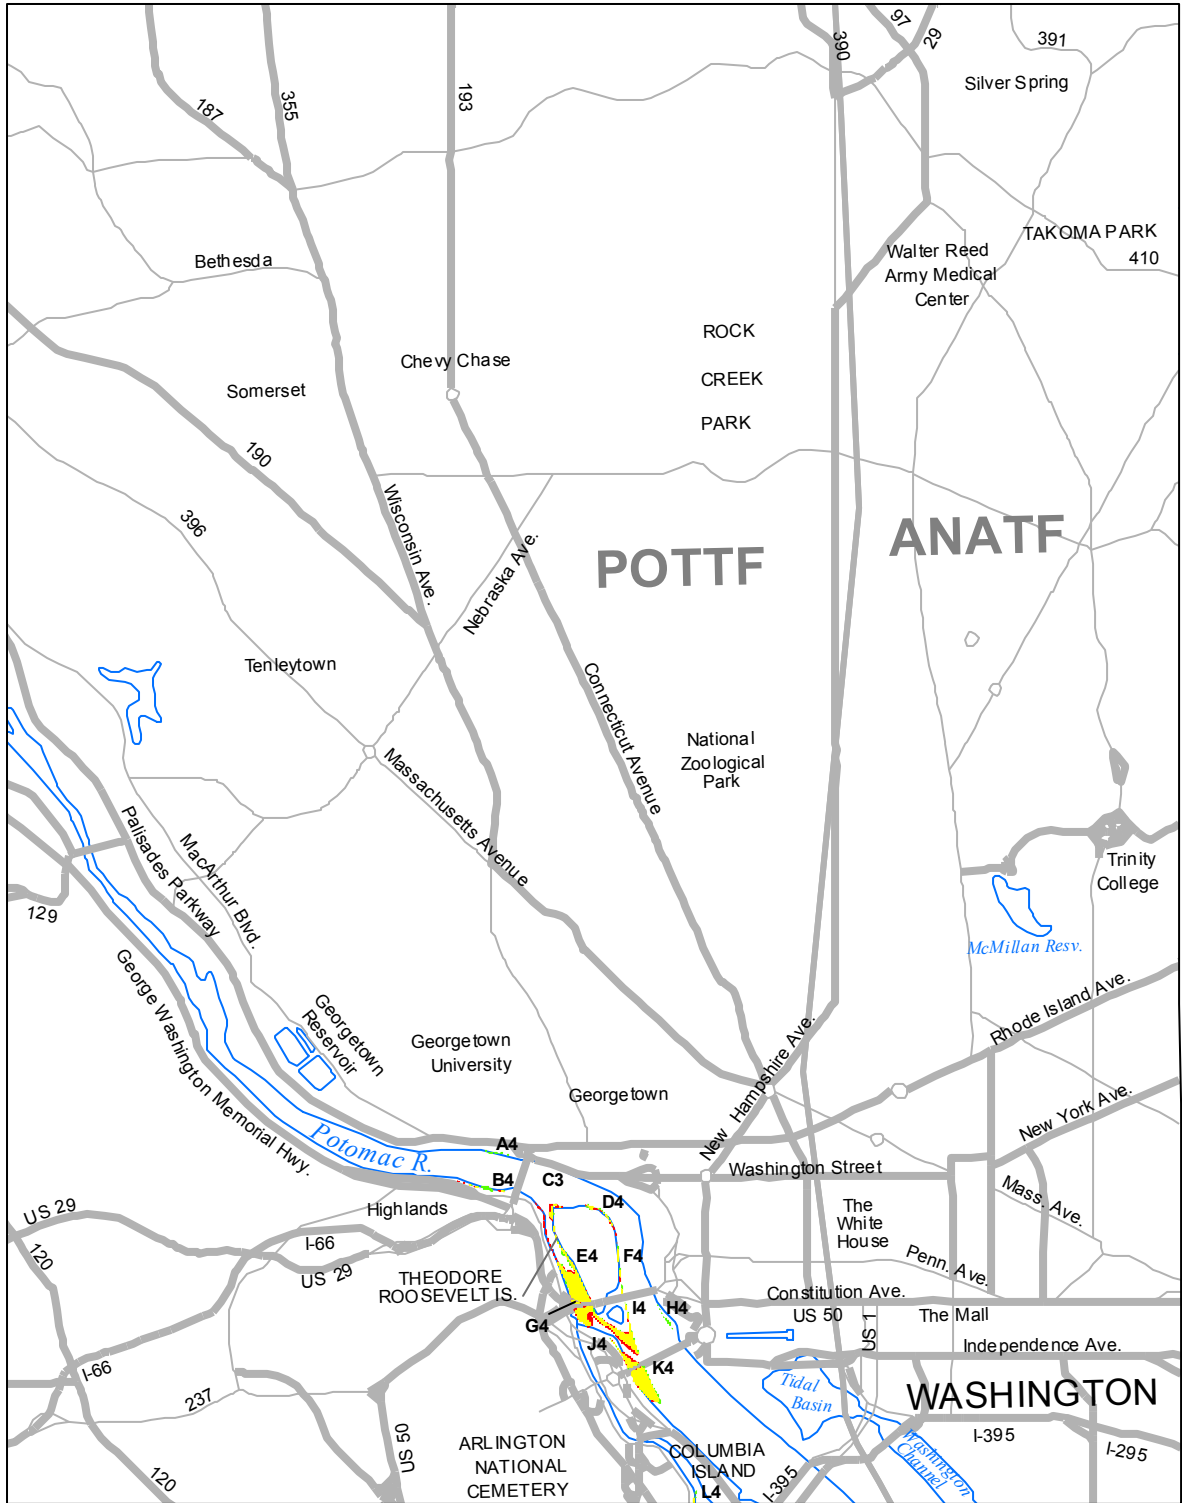 97
29
390
391
Silver Spring
193
355
187
TAKOMA PARK
410
Walter Reed
Army Medical
Center
Bethesda
ROCK
CREEK
PARK
Chevy Chase
Somerset
190
396
Wisconsin Ave.
Nebraska Ave.
POTTF
ANATF
Tenleytown
Connecticut Avenue
National
Zoological
Park
Massachusetts Avenue
Palisades Parkway
MacArthur Blvd.
129
Trinity
College
McMillan Resv.
George Washington Memorial Hwy.
Georgetown
Reservoir
Georgetown
University
Georgetown
New Hampshire Ave.
Rhode Island Ave.
New York Ave.
Potomac R.
A4
B4
C3
D4
Washington Street
Mass. Ave.
Highlands
The
White
House
US 29
I-66
US 29
120
E4
F4
Penn. Ave.
THEODORE
ROOSEVELT IS.
Constitution Ave.
US 50
The Mall
G4
I4
H4
US 1
J4
Independence Ave.
K4
I-66
237
Tidal
Basin
WASHINGTON
US 50
ARLINGTON
NATIONAL
CEMETERY
COLUMBIA
ISLAND
L4
I-395
Washington
Channel
I-395
I-295
120